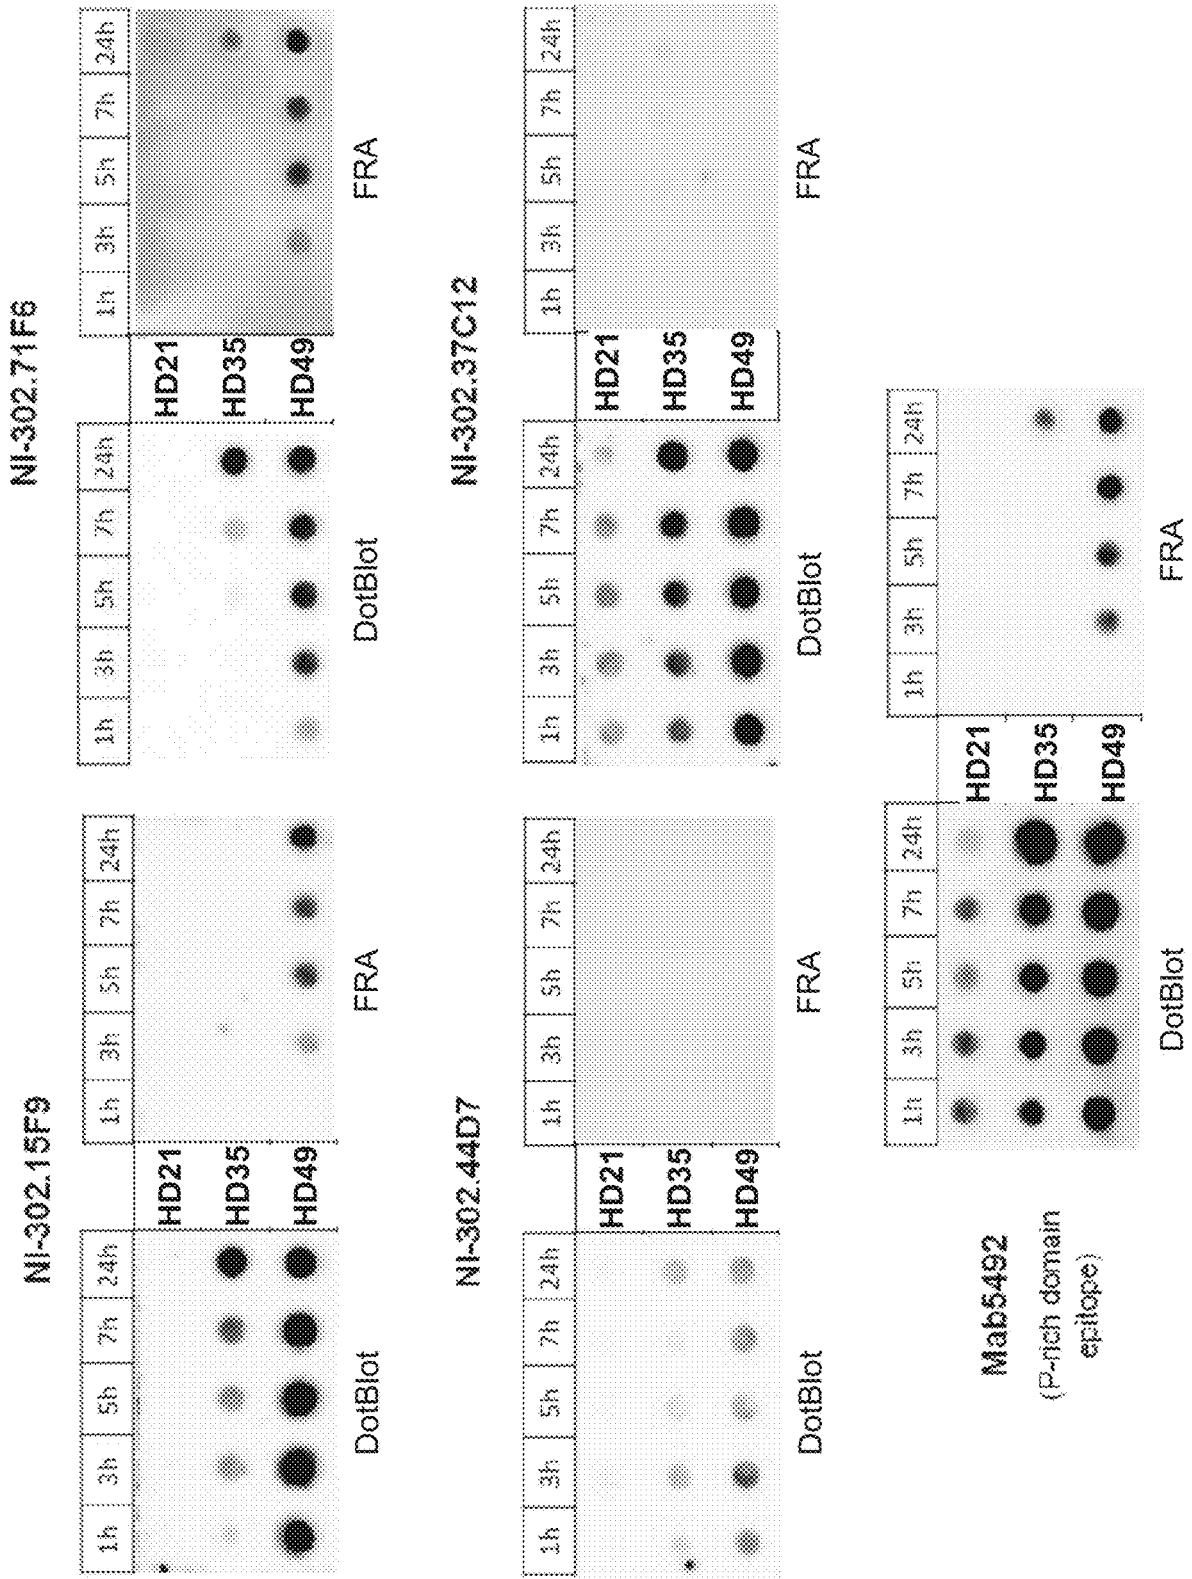 NI-302.15F9
1h 3h 5h 7h 24h
1h 3h 5h 7h 24h
HD21
HD35
HD49
DotBlot
FRA
NI-302.71F6
1h 3h 5h 7h 24h
1h 3h 5h 7h 24h
HD21
HD35
HD49
DotBlot
FRA
NI-302.44D7
1h 3h 5h 7h 24h
1h 3h 5h 7h 24h
HD21
HD35
HD49
DotBlot
FRA
NI-302.37C12
1h 3h 5h 7h 24h
1h 3h 5h 7h 24h
HD21
HD35
HD49
DotBlot
FRA
Mab5492
(P-rich domain
epitope)
1h 3h 5h 7h 24h
1h 3h 5h 7h 24h
HD21
HD35
HD49
DotBlot
FRA